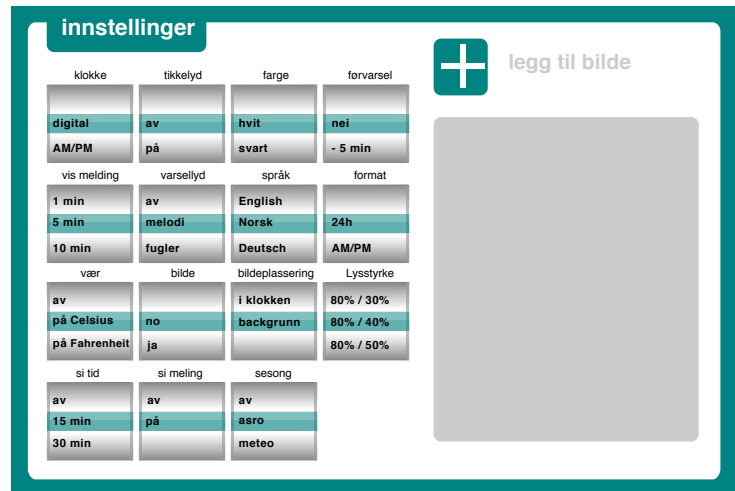 innstellinger
legg til bilde
klokke tikkelyd farge førvarsel
digital av hvit nei
AM/PM på svart - 5 min
vis melding varsellyd språk format
1 min av English
5 min melodi Norsk 24h
10 min fugler Deutsch AM/PM
vær bilde bildeplassering Lysstyrke
av i klokken 80% / 30%
på Celsius no backgrunn 80% / 40%
på Fahrenheit ja 80% / 50%
si tid si meling sesong
av av av
15 min på asro
30 min meteo